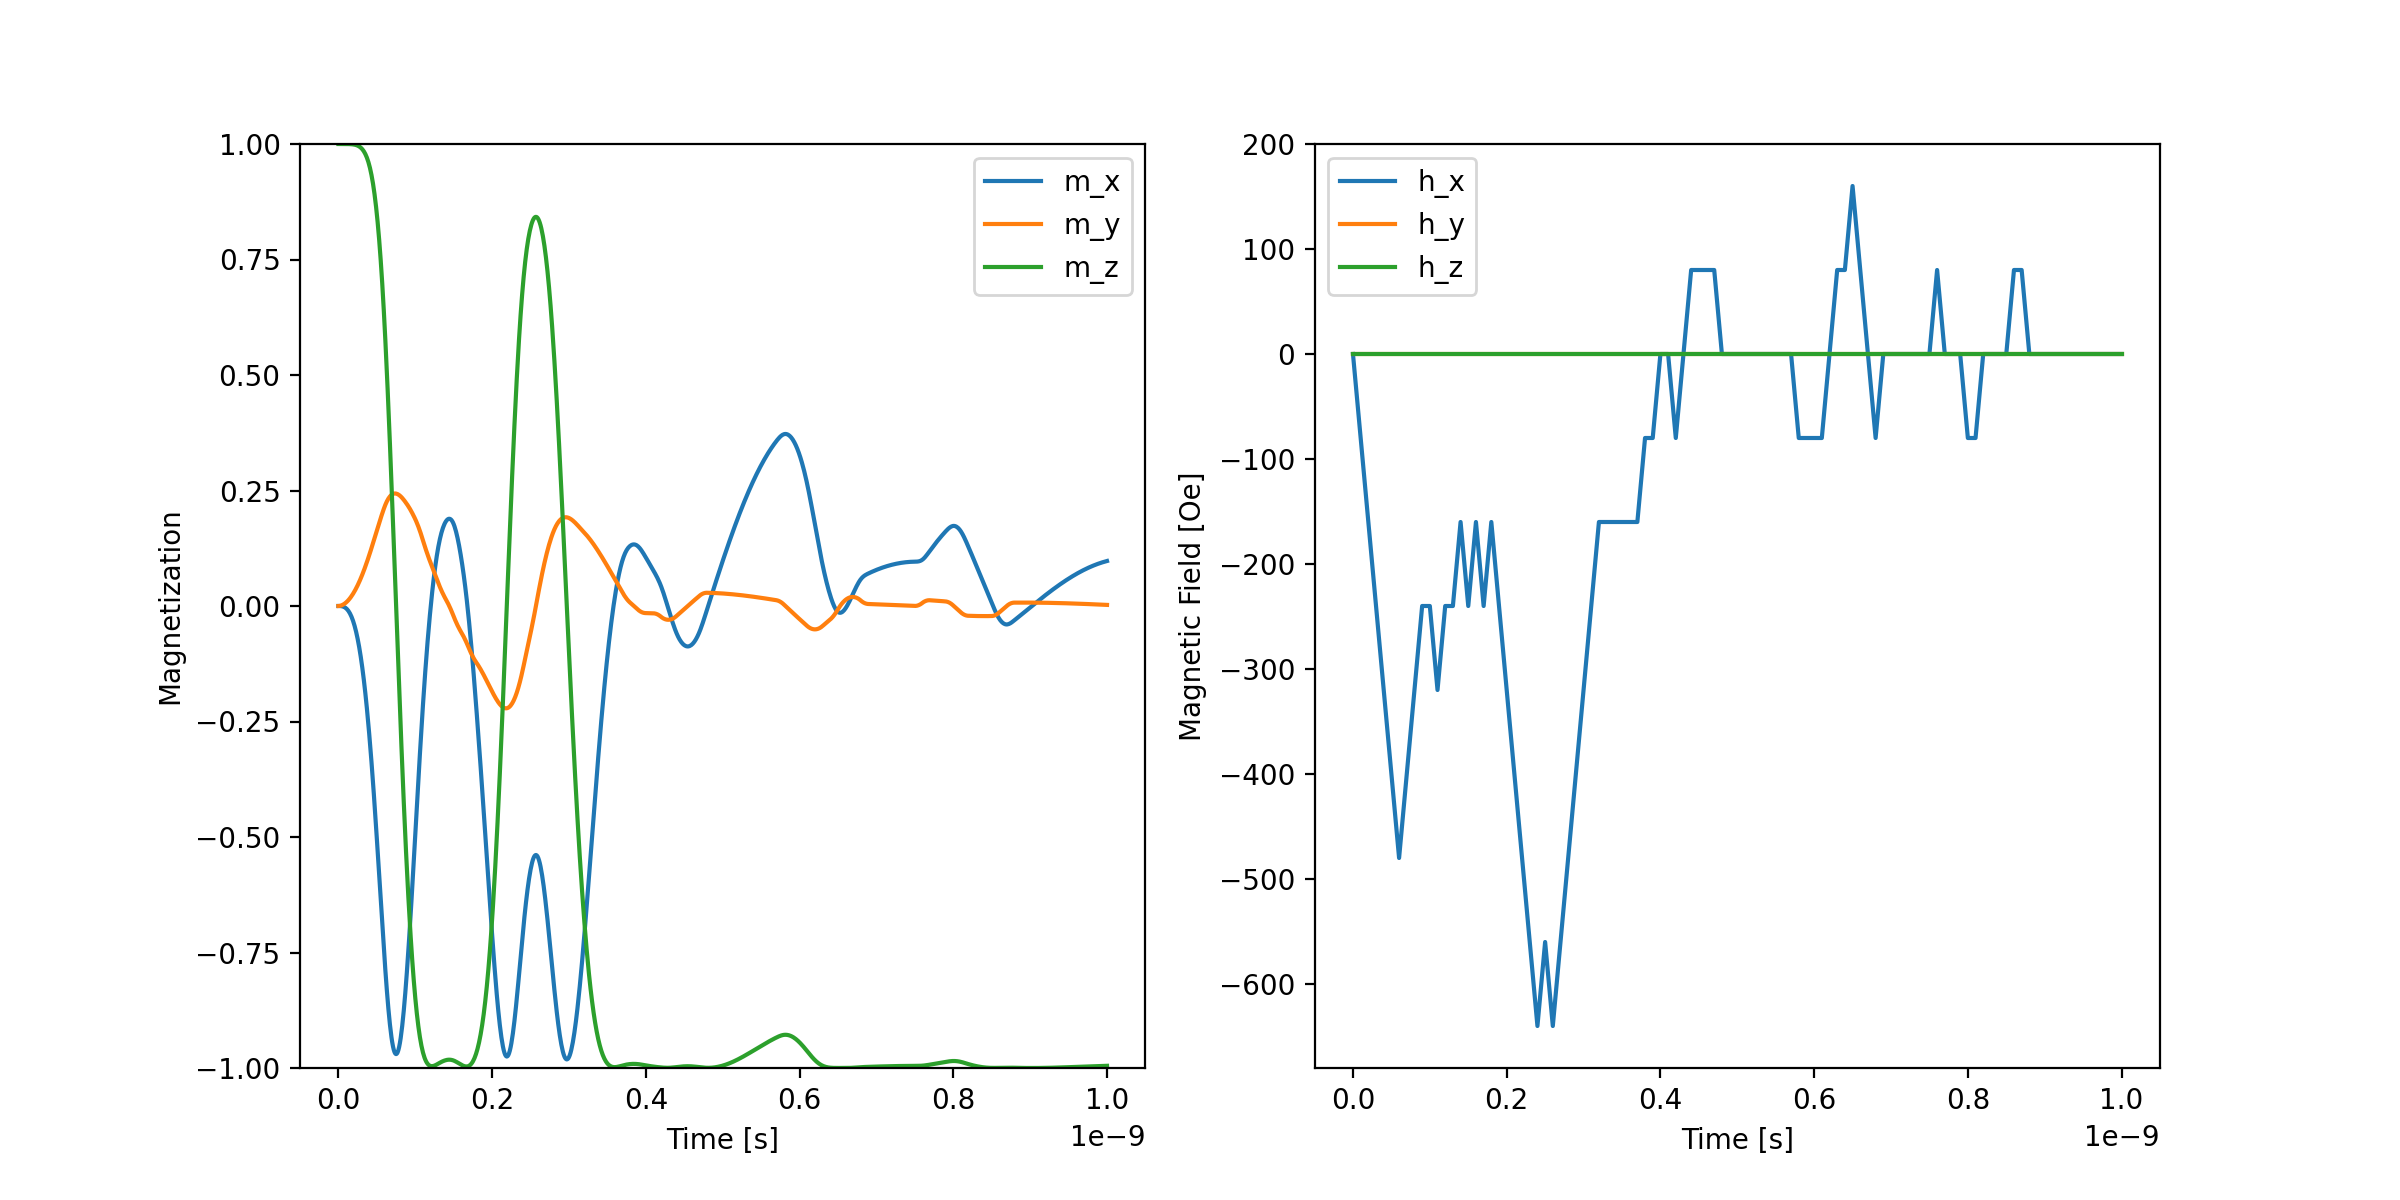 1.00
0.75
0.50
0.25
0.00
−0.25
−0.50
−0.75
−1.00
Magnetization
m_x
m_y
m_z
0.0 0.2 0.4 0.6 0.8 1.0
1e−9
Time [s]
200
100
0
−100
−200
−300
−400
−500
−600
Magnetic Field [Oe]
h_x
h_y
h_z
0.0 0.2 0.4 0.6 0.8 1.0
1e−9
Time [s]